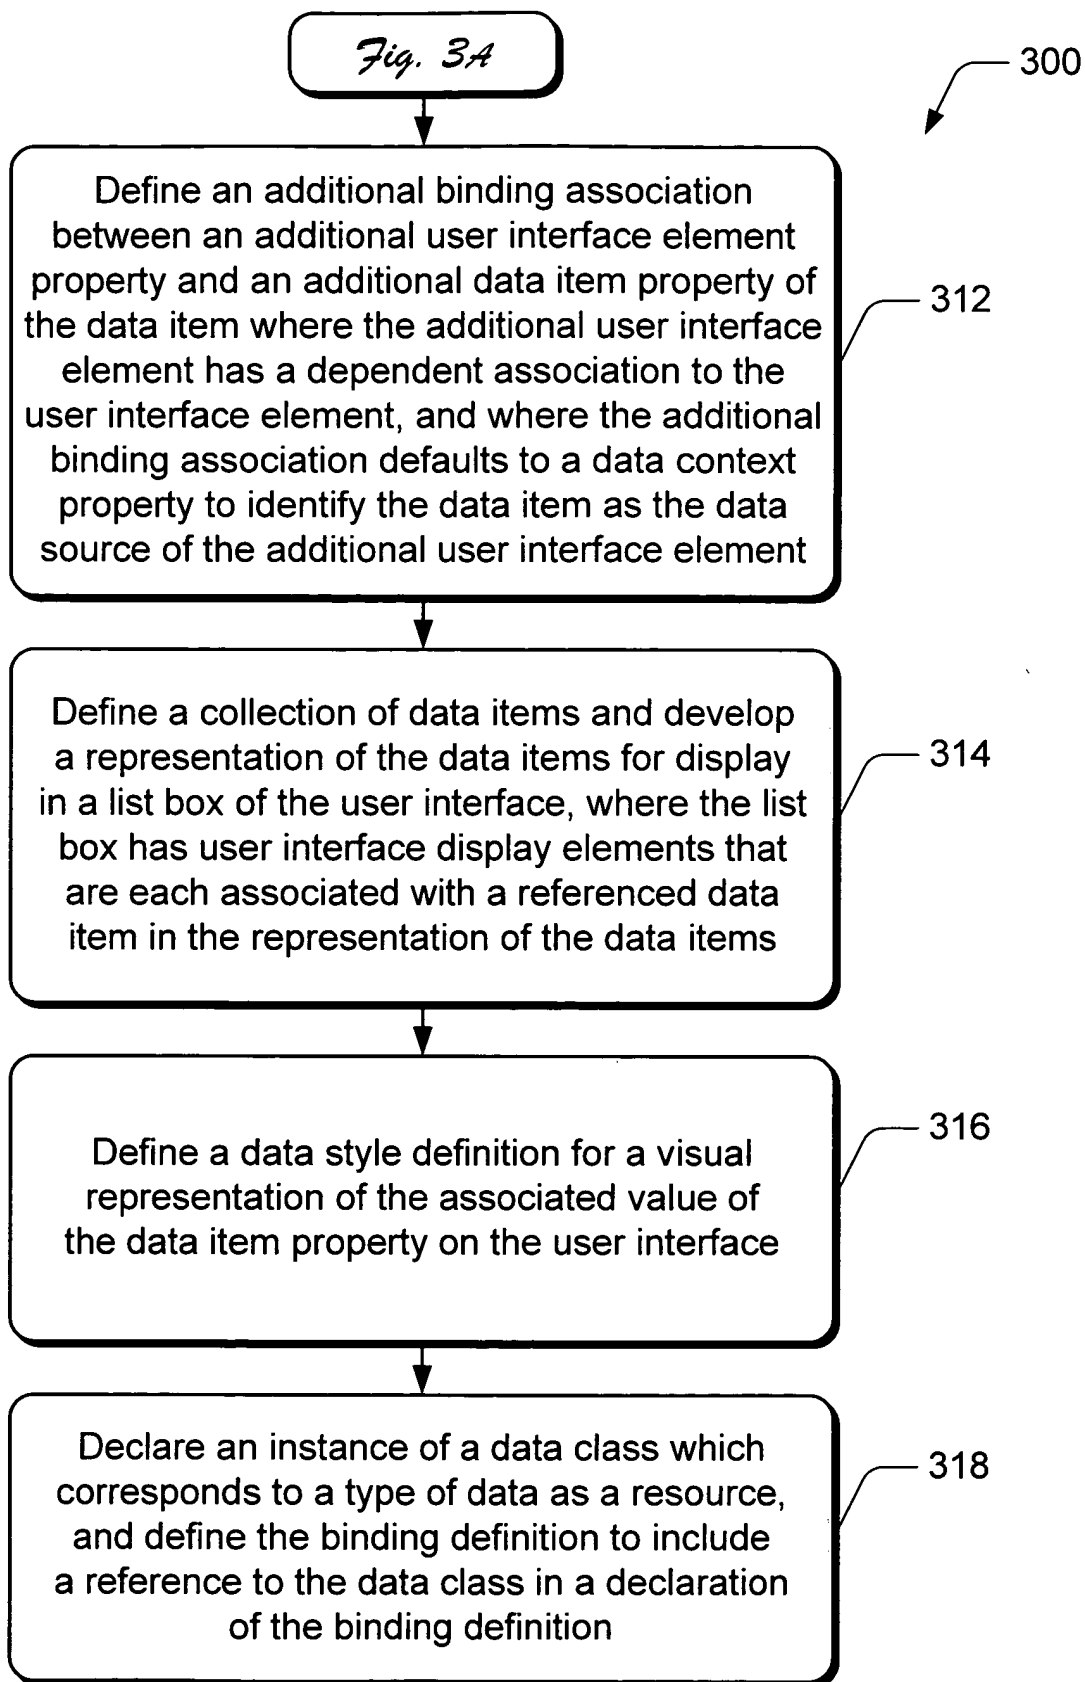 Fig. 3A
300
Define an additional binding association
between an additional user interface element
property and an additional data item property of
the data item where the additional user interface
element has a dependent association to the
user interface element, and where the additional
binding association defaults to a data context
property to identify the data item as the data
source of the additional user interface element
312
Define a collection of data items and develop
a representation of the data items for display
in a list box of the user interface, where the list
box has user interface display elements that
are each associated with a referenced data
item in the representation of the data items
314
Define a data style definition for a visual
representation of the associated value of
the data item property on the user interface
316
Declare an instance of a data class which
corresponds to a type of data as a resource,
and define the binding definition to include
a reference to the data class in a declaration
of the binding definition
318